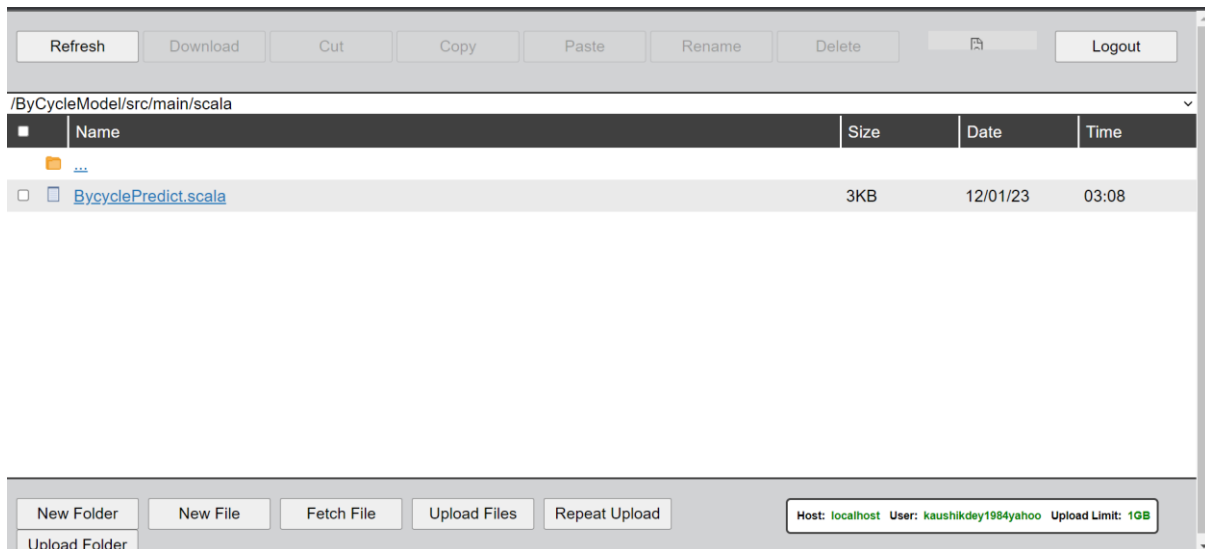 Refresh Download Cut Copy Paste Rename Delete Logout
/ByCycleModel/src/main/scala
Name Size Date Time
...
BycyclePredict.scala 3KB 12/01/23 03:08
New Folder New File Fetch File Upload Files Repeat Upload Host: localhost User: kaushikdey1984yahoo Upload Limit: 1GB
Upload Folder